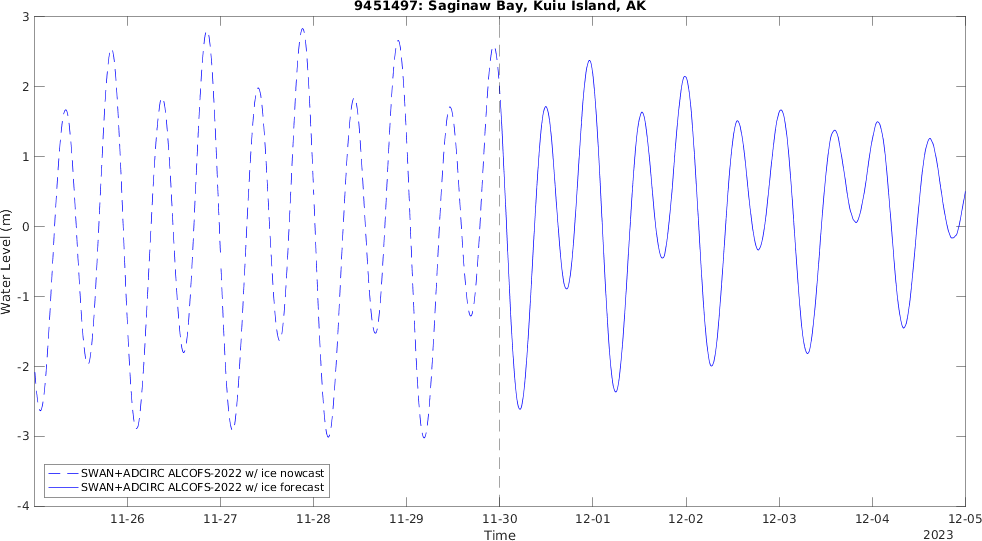 9451497: Saginaw Bay, Kuiu Island, AK
3
2
1
0
-1
-2
-3
-4
Water Level (m)
SWAN+ADCIRC ALCOFS-2022 w/ ice nowcast
SWAN+ADCIRC ALCOFS-2022 w/ ice forecast
11-26 11-27 11-28 11-29 11-30 12-01 12-02 12-03 12-04 12-05
Time
2023